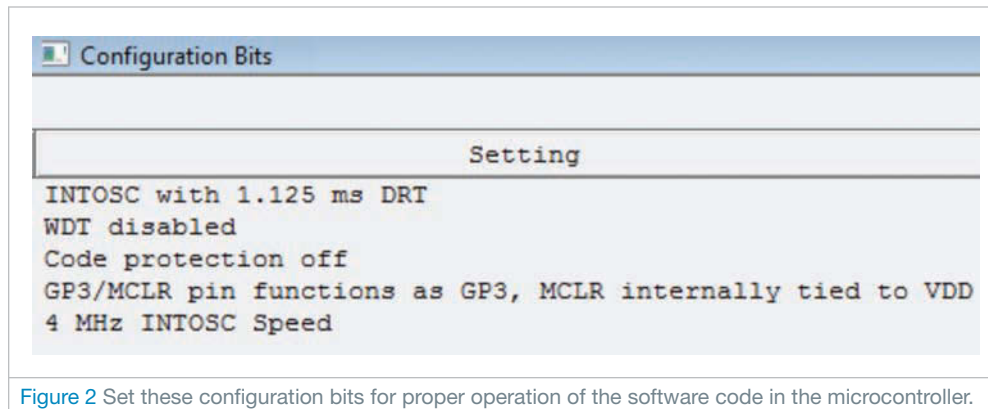 Configuration Bits
Setting
INTOSC with 1.125 ms DRT
WDT disabled
Code protection off
GP3/MCLR pin functions as GP3, MCLR internally tied to VDD
4 MHz INTOSC Speed
Figure 2 Set these configuration bits for proper operation of the software code in the microcontroller.